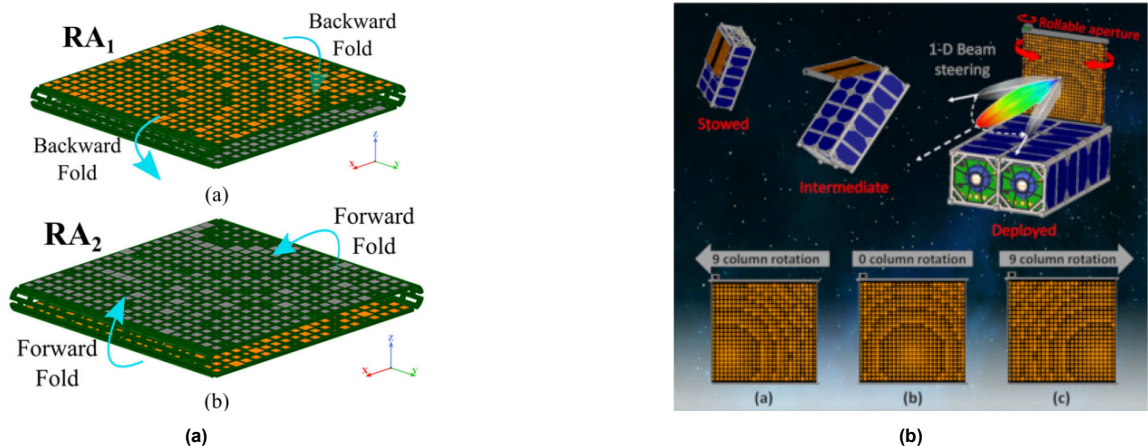 RA1
Backward
Fold
Backward
Fold
z
x
y
(a)
RA2
Forward
Fold
Forward
Fold
z
x
y
(b)
(a)
Rollable aperture
1-D Beam
steering
Stowed
Intermediate
Deployed
9 column rotation
0 column rotation
9 column rotation
(a)
(b)
(c)
(b)